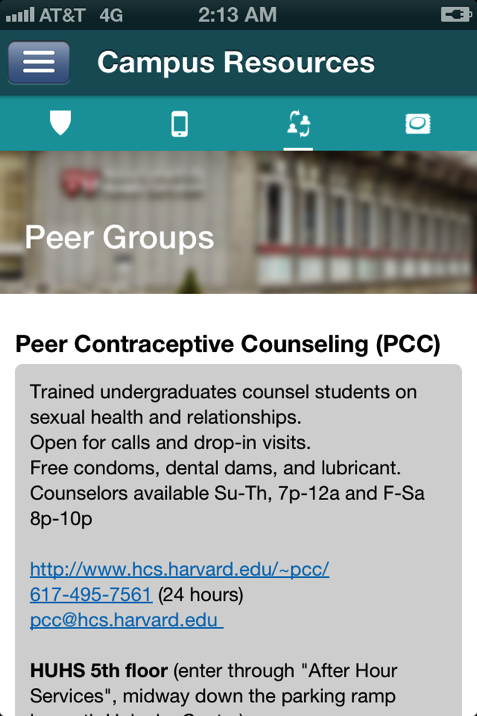 AT&T 4G 2:13 AM
Campus Resources
Peer Groups
Peer Contraceptive Counseling (PCC)
Trained undergraduates counsel students on
sexual health and relationships.
Open for calls and drop-in visits.
Free condoms, dental dams, and lubricant.
Counselors available Su-Th, 7p-12a and F-Sa
8p-10p
http://www.hcs.harvard.edu/~pcc/
617-495-7561 (24 hours)
pcc@hcs.harvard.edu
HUHS 5th floor (enter through "After Hour
Services", midway down the parking ramp